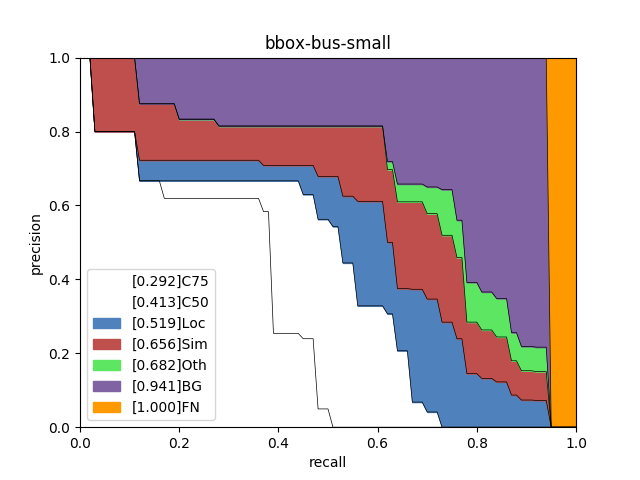 bbox-bus-small
1.0
0.8
0.6
0.4
0.2
0.0
precision
[0.292]C75
[0.413]C50
[0.519]Loc
[0.656]Sim
[0.682]Oth
[0.941]BG
[1.000]FN
0.0 0.2 0.4 0.6 0.8 1.0
recall